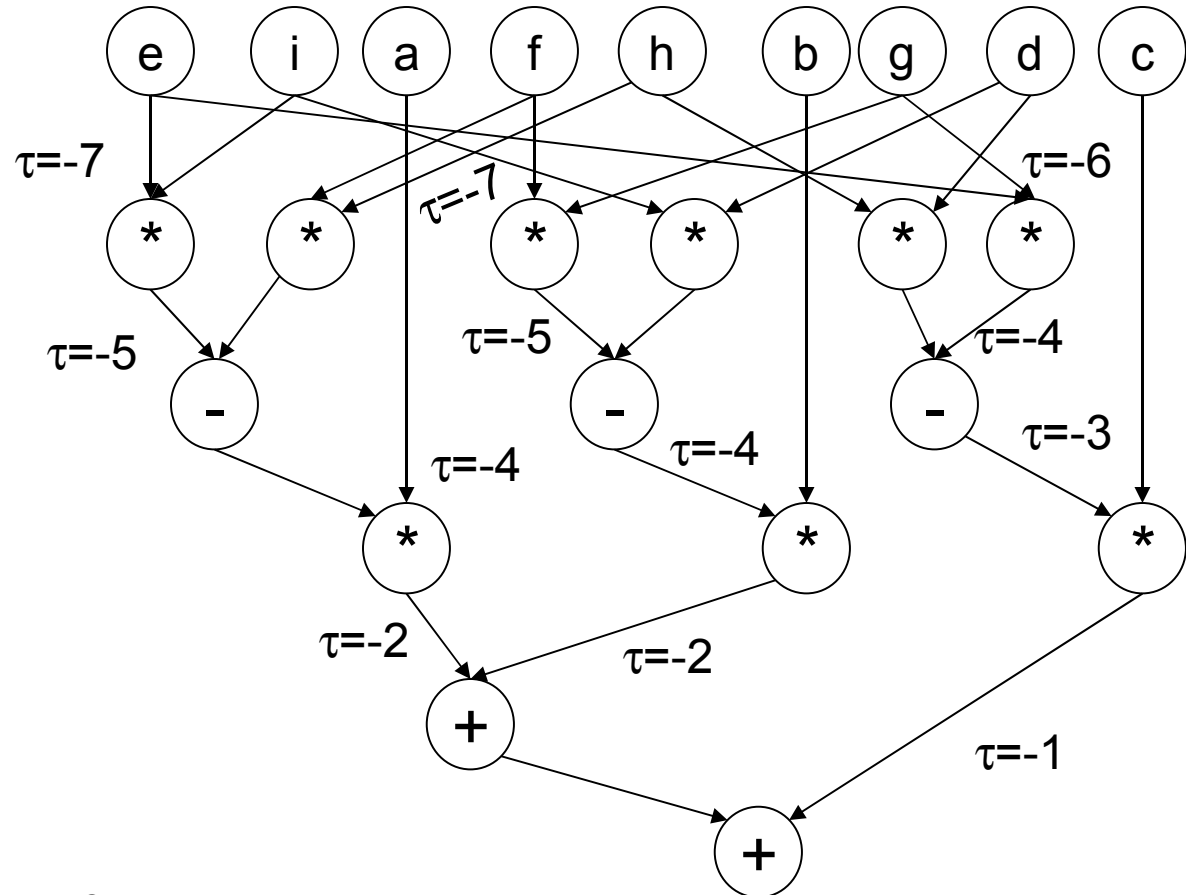 e i a f h b g d c
τ=-7 τ=-7 τ=-6
* * * * * *
τ=-5 τ=-5 τ=-4
- - -
τ=-4 τ=-4 τ=-3
* * *
τ=-2 τ=-2
+
τ=-1
+